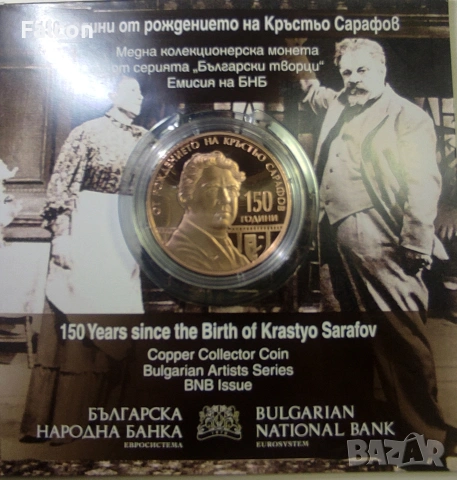 години от рождението на Кръстьо Сарафов
Медна колекционерска монета
от серията „Български творци“
Емисия на БНБ
ОТ РОЖДЕНИЕТО НА КРЪСТЬО САРАФОВ
150
ГОДИНИ
150 Years since the Birth of Krastyo Sarafov
Copper Collector Coin
Bulgarian Artists Series
BNB Issue
БЪЛГАРСКА
НАРОДНА БАНКА
ЕВРОСИСТЕМА
BULGARIAN
NATIONAL BANK
EUROSYSTEM
Fenlon
BAZAR